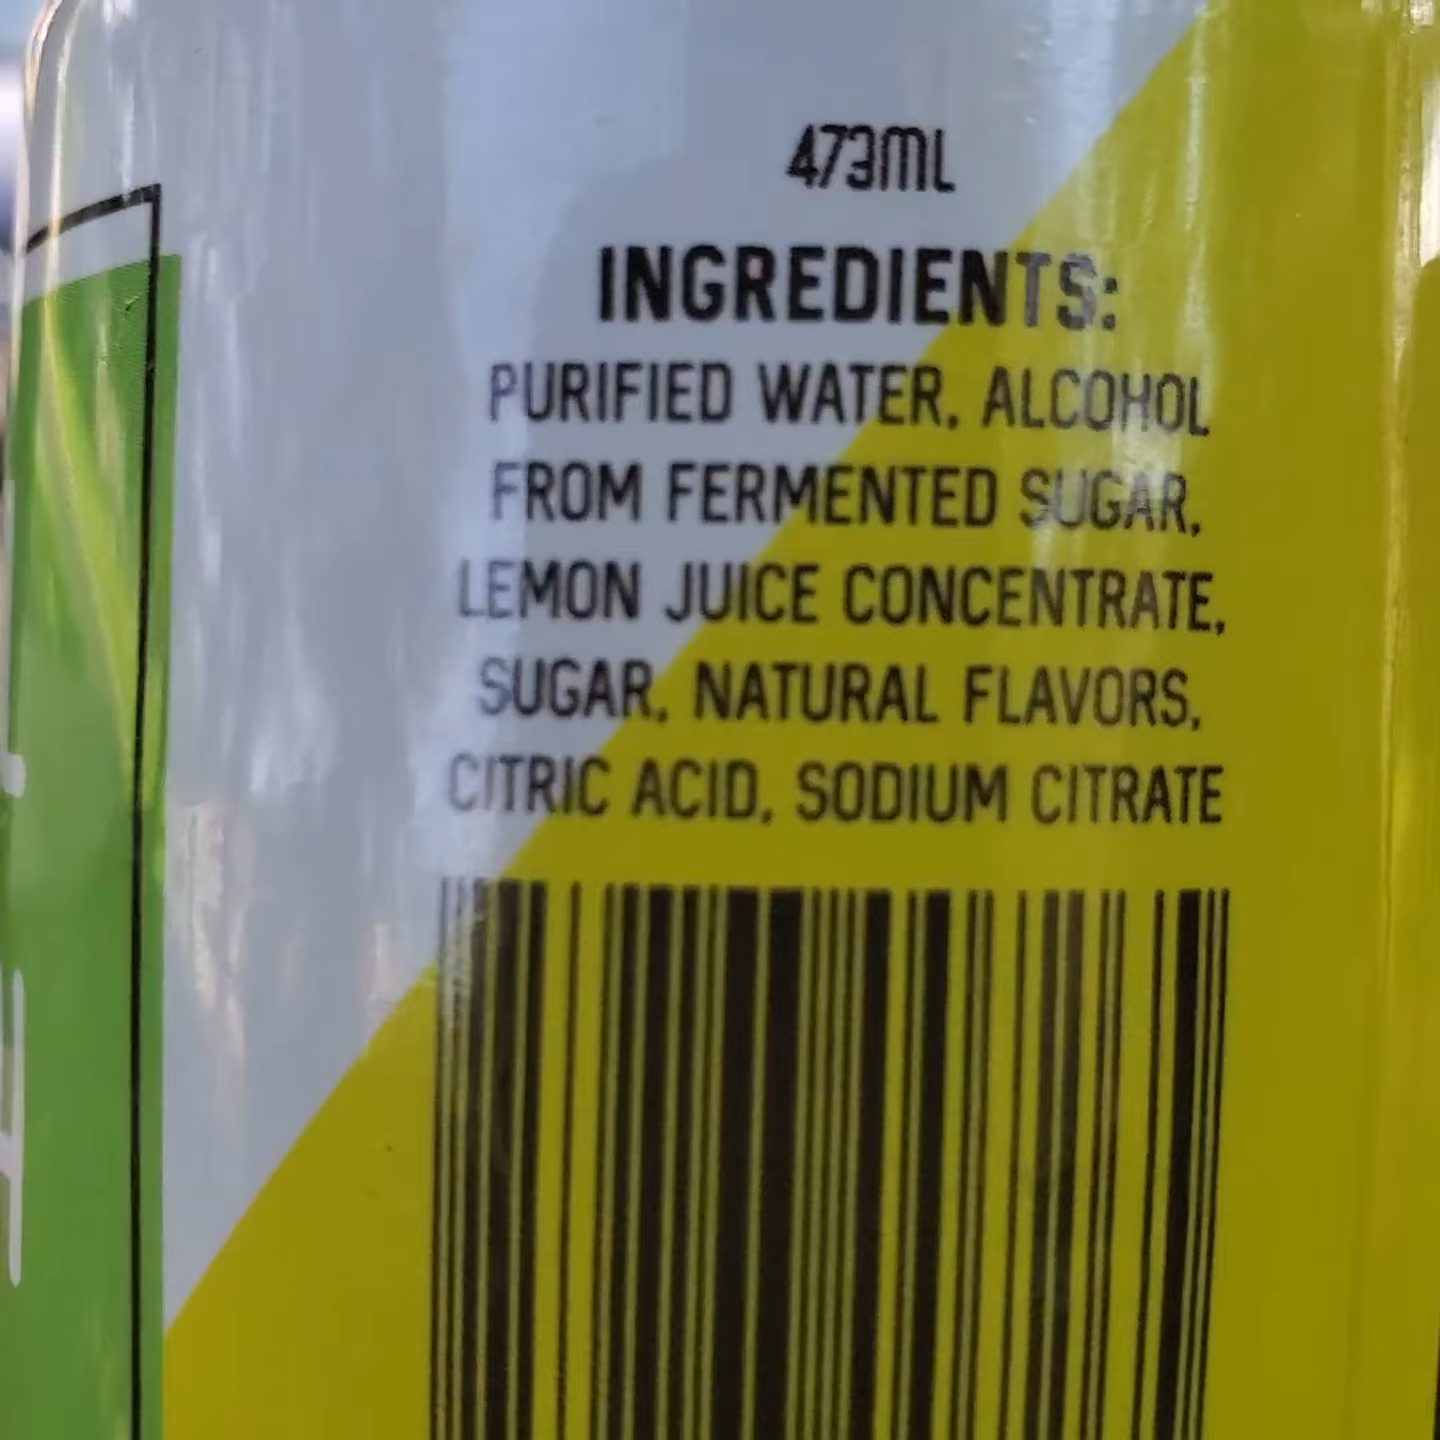 473ML
INGREDIENTS:
PURIFIED WATER, ALCOHOL
FROM FERMENTED SUGAR,
LEMON JUICE CONCENTRATE,
SUGAR, NATURAL FLAVORS,
CITRIC ACID, SODIUM CITRATE